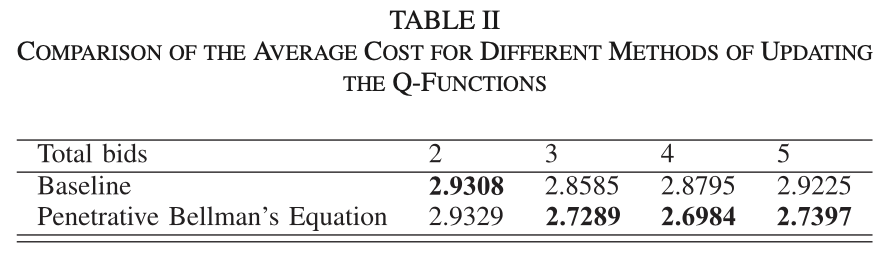 TABLE II
COMPARISON OF THE AVERAGE COST FOR DIFFERENT METHODS OF UPDATING
THE Q-FUNCTIONS
Total bids 2 3 4 5
Baseline 2.9308 2.8585 2.8795 2.9225
Penetrative Bellman's Equation 2.9329 2.7289 2.6984 2.7397